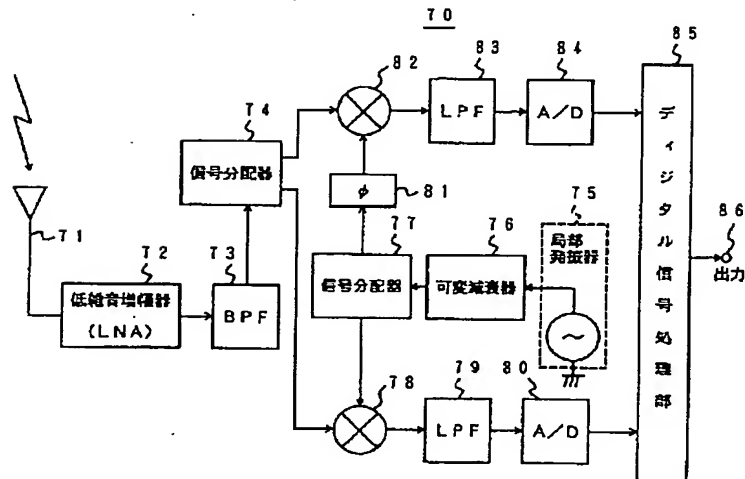 70
85
82
83
84
LPF
A/D
74
信号分配器
φ
81
75
77
76
局部
発振器
信号分配器
可変減衰器
~
86
出力
ディジタル信号処理部
71
72
73
低雑音増幅器
(LNA)
BPF
78
79
80
LPF
A/D